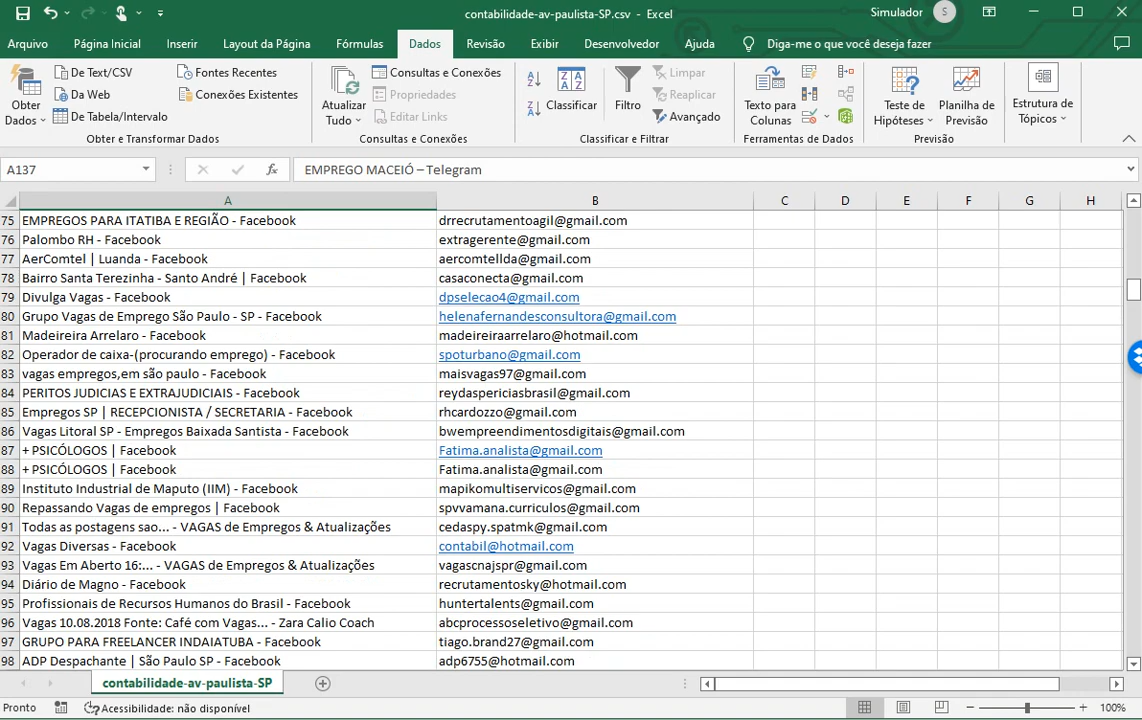 contabilidade-av-paulista-SP.csv - Excel
Simulador S
Arquivo Página Inicial Inserir Layout da Página Fórmulas Dados Revisão Exibir Desenvolvedor Ajuda Diga-me o que você deseja fazer
Obter Dados
De Text/CSV
Da Web
De Tabela/Intervalo
Fontes Recentes
Conexões Existentes
Obter e Transformar Dados
Atualizar Tudo
Consultas e Conexões
Propriedades
Editar Links
Consultas e Conexões
Classificar
Filtro
Limpar
Reaplicar
Avançado
Classificar e Filtrar
Texto para Colunas
Ferramentas de Dados
Teste de Hipóteses
Planilha de Previsão
Previsão
Estrutura de Tópicos
A137 fx EMPREGO MACEIÓ – Telegram
A B C D E F G H
75 EMPREGOS PARA ITATIBA E REGIÃO - Facebook drrecrutamentoagil@gmail.com
76 Palombo RH - Facebook extragerente@gmail.com
77 AerComtel | Luanda - Facebook aercomtellda@gmail.com
78 Bairro Santa Terezinha - Santo André | Facebook casaconecta@gmail.com
79 Divulga Vagas - Facebook dpselecao4@gmail.com
80 Grupo Vagas de Emprego São Paulo - SP - Facebook helenafernandesconsultora@gmail.com
81 Madeireira Arrelaro - Facebook madeireiraarrelaro@hotmail.com
82 Operador de caixa-(procurando emprego) - Facebook spoturbano@gmail.com
83 vagas empregos,em são paulo - Facebook maisvagas97@gmail.com
84 PERITOS JUDICIAS E EXTRAJUDICIAIS - Facebook reydaspericiasbrasil@gmail.com
85 Empregos SP | RECEPCIONISTA / SECRETARIA - Facebook rhcardozzo@gmail.com
86 Vagas Litoral SP - Empregos Baixada Santista - Facebook bwempreendimentosdigitais@gmail.com
87 + PSICÓLOGOS | Facebook Fatima.analista@gmail.com
88 + PSICÓLOGOS | Facebook Fatima.analista@gmail.com
89 Instituto Industrial de Maputo (IIM) - Facebook mapikomultiservicos@gmail.com
90 Repassando Vagas de empregos | Facebook spvvamana.curriculos@gmail.com
91 Todas as postagens sao... - VAGAS de Empregos & Atualizações cedaspy.spatmk@gmail.com
92 Vagas Diversas - Facebook contabil@hotmail.com
93 Vagas Em Aberto 16:... - VAGAS de Empregos & Atualizações vagascnajspr@gmail.com
94 Diário de Magno - Facebook recrutamentosky@hotmail.com
95 Profissionais de Recursos Humanos do Brasil - Facebook huntertalents@gmail.com
96 Vagas 10.08.2018 Fonte: Café com Vagas... - Zara Calio Coach abcprocessoseletivo@gmail.com
97 GRUPO PARA FREELANCER INDAIATUBA - Facebook tiago.brand27@gmail.com
98 ADP Despachante | São Paulo SP - Facebook adp6755@hotmail.com
contabilidade-av-paulista-SP
Pronto Acessibilidade: não disponível 100%